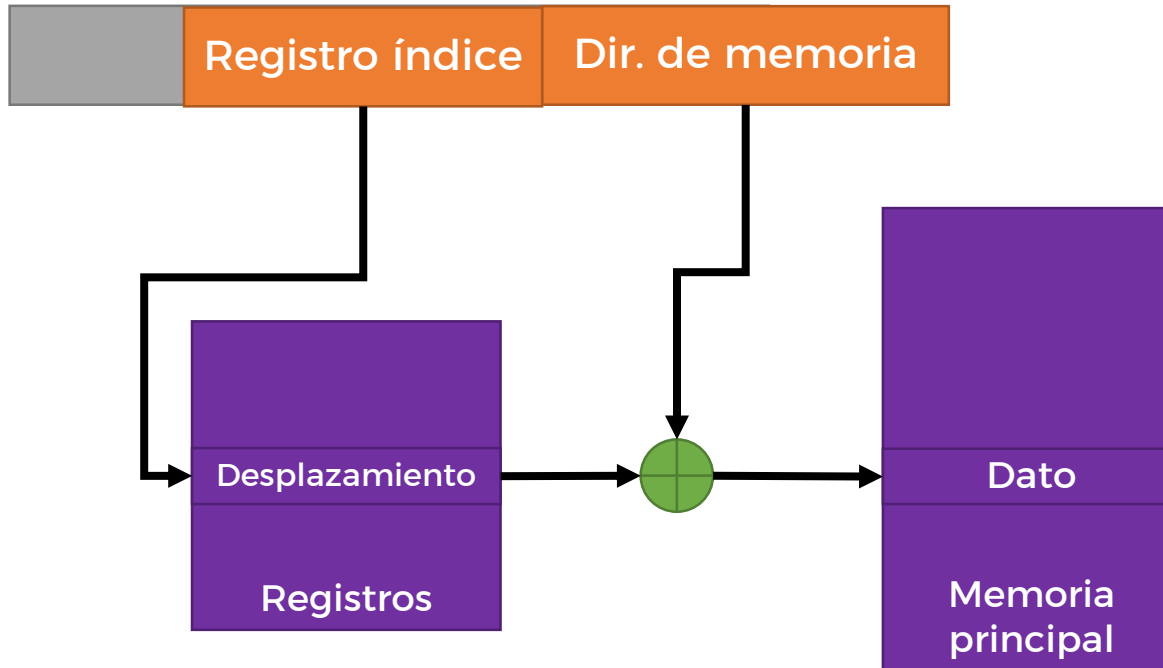 Registro índice
Dir. de memoria
Desplazamiento
Dato
Registros
Memoria
principal